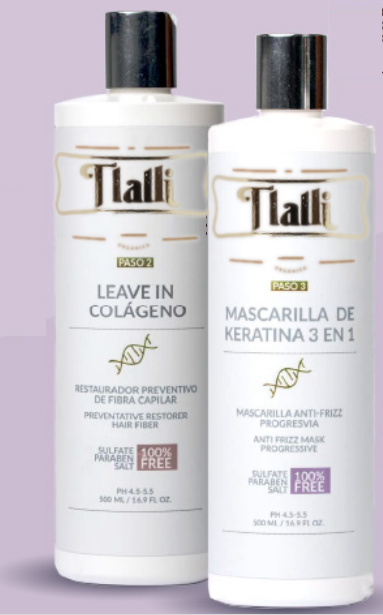 Tlalli
ORGANICO
PASO 2
LEAVE IN
COLÁGENO
RESTAURADOR PREVENTIVO
DE FIBRA CAPILAR
PREVENTATIVE RESTORER
HAIR FIBER
SULFATE
PARABEN
SALT
100%
FREE
PH 4.5-5.5
500 ML / 16.9 FL OZ.
Tlalli
ORGANICO
PASO 3
MASCARILLA DE
KERATINA 3 EN 1
MASCARILLA ANTI-FRIZZ
PROGRESVIA
ANTI FRIZZ MASK
PROGRESSIVE
SULFATE
PARABEN
SALT
100%
FREE
PH 4.5-5.5
500 ML / 16.9 FL OZ.